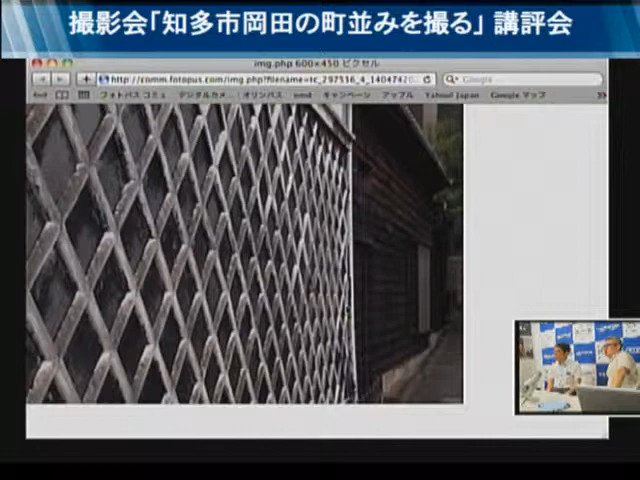 撮影会「知多市岡田の町並みを撮る」 講評会
img.php 600×450 ピクセル
http://comm.fotopus.com/img.php?filename=tc_297516_4_14047420 Google
フォトパス コミュ デジタルカメ… オリンパス キャンペーン アップル Yahoo! Japan Google マップ